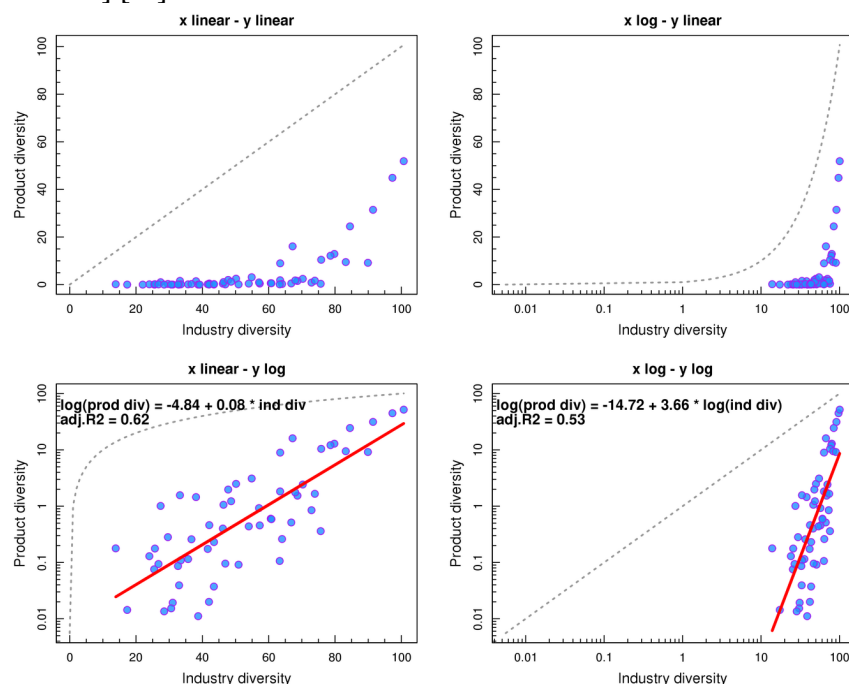 x linear - y linear
x log - y linear
Product diversity
0 20 40 60 80 100
0 20 40 60 80 100
Industry diversity
Product diversity
0 20 40 60 80 100
0.01 0.1 1 10 100
Industry diversity
x linear - y log
x log - y log
Product diversity
0.01 0.1 1 10 100
log(prod div) = -4.84 + 0.08 * ind div
adj.R2 = 0.62
0 20 40 60 80 100
Industry diversity
Product diversity
0.01 0.1 1 10 100
log(prod div) = -14.72 + 3.66 * log(ind div)
adj.R2 = 0.53
0.01 0.1 1 10 100
Industry diversity